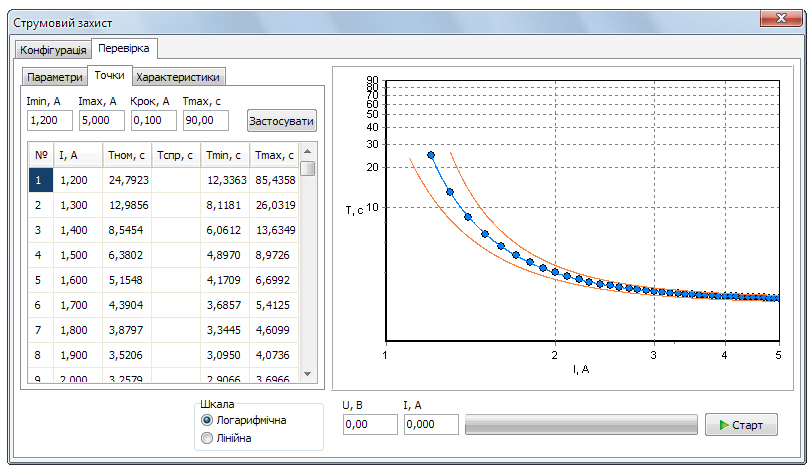 Струмовий захист
Конфігурація Перевірка
Параметри Точки Характеристики
Imin, А Imax, А Крок, А Tmax, с
1,200 5,000 0,100 90,00 Застосувати
№ I, А Tном, с Tспр, с Tmin, с Tmax, с
1 1,200 24,7923 12,3363 85,4358
2 1,300 12,9856 8,1181 26,0319
3 1,400 8,5454 6,0612 13,6349
4 1,500 6,3802 4,8970 8,9726
5 1,600 5,1548 4,1709 6,6992
6 1,700 4,3904 3,6857 5,4125
7 1,800 3,8797 3,3445 4,6099
8 1,900 3,5206 3,0950 4,0736
9 2,000 3,2579 2,9066 3,6966
90
80
70
60
50
40
30
20
T, с 10
1 2 3 4 5
I, А
Шкала
Логарифмічна
Лінійна
U, В I, А
0,00 0,000 Старт